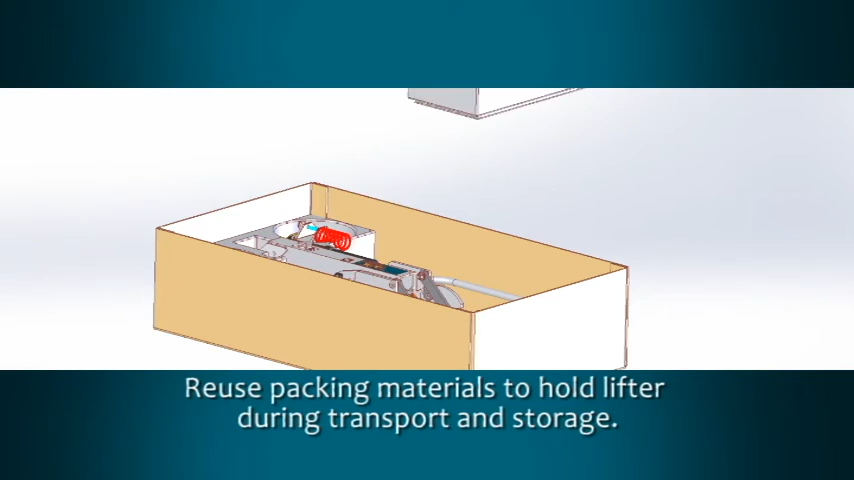 Reuse packing materials to hold lifter
during transport and storage.